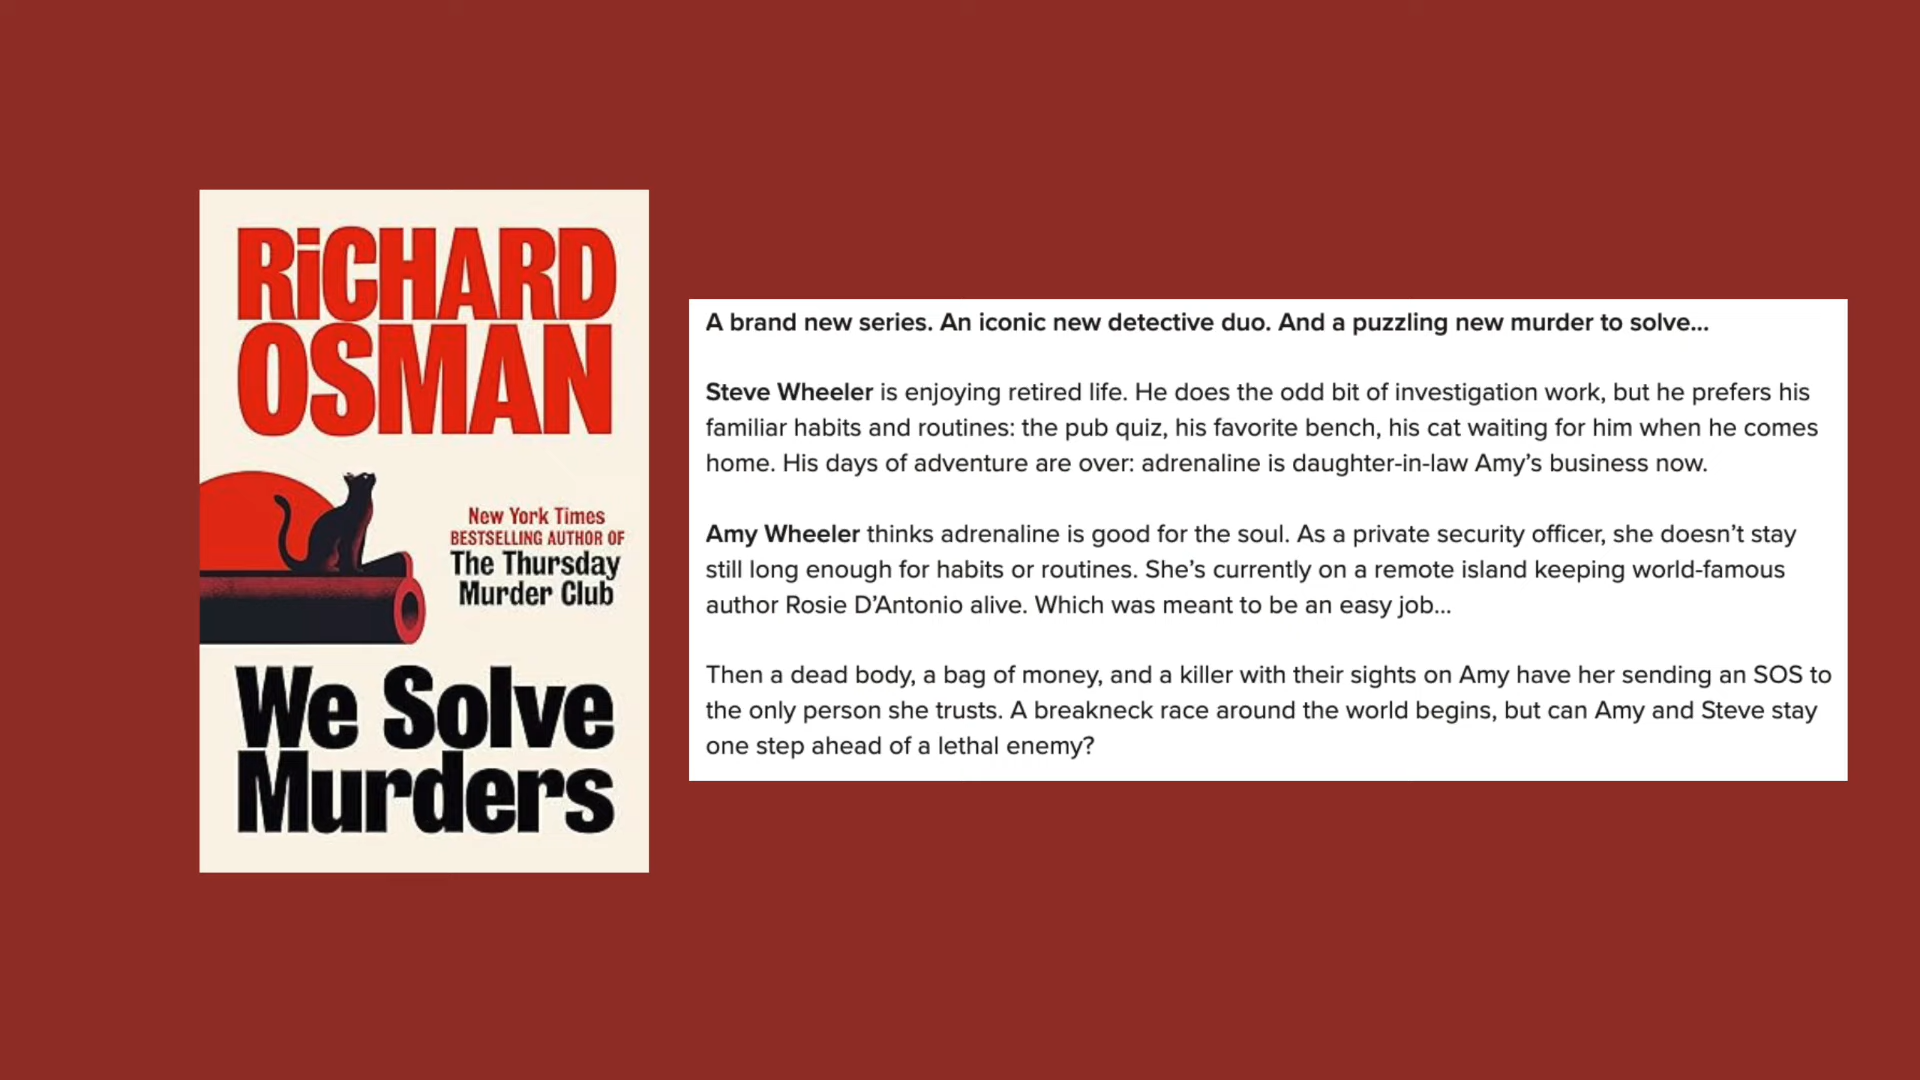 RiCHARD
OSMAN
New York Times
BESTSELLING AUTHOR OF
The Thursday
Murder Club
We Solve
Murders
A brand new series. An iconic new detective duo. And a puzzling new murder to solve...
Steve Wheeler is enjoying retired life. He does the odd bit of investigation work, but he prefers his
familiar habits and routines: the pub quiz, his favorite bench, his cat waiting for him when he comes
home. His days of adventure are over: adrenaline is daughter-in-law Amy’s business now.
Amy Wheeler thinks adrenaline is good for the soul. As a private security officer, she doesn’t stay
still long enough for habits or routines. She’s currently on a remote island keeping world-famous
author Rosie D’Antonio alive. Which was meant to be an easy job...
Then a dead body, a bag of money, and a killer with their sights on Amy have her sending an SOS to
the only person she trusts. A breakneck race around the world begins, but can Amy and Steve stay
one step ahead of a lethal enemy?